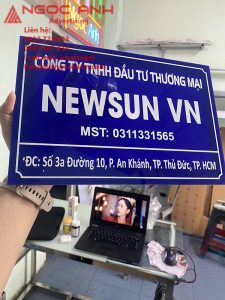 NGỌC ANH
Advertising
Liên hệ:
CÔNG TY TNHH ĐẦU TƯ THƯƠNG MẠI
NEWSUN VN
MST: 0311331565
ĐC: Số 3a Đường 10, P. An Khánh, TP. Thủ Đức, TP. HCM